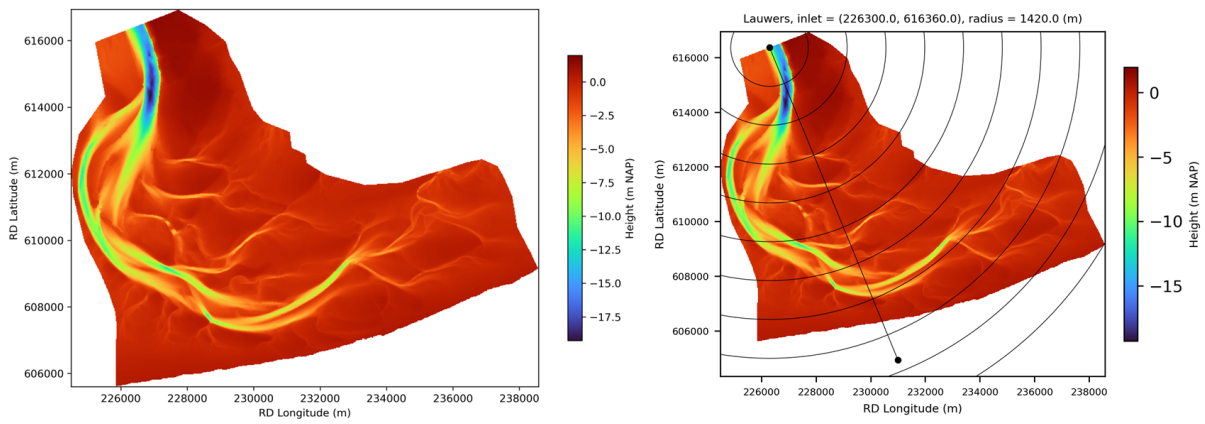 616000
614000
612000
610000
608000
606000
RD Latitude (m)
226000 228000 230000 232000 234000 236000 238000
RD Longitude (m)
0.0
−2.5
−5.0
−7.5
−10.0
−12.5
−15.0
−17.5
Height (m NAP)
Lauwers, inlet = (226300.0, 616360.0), radius = 1420.0 (m)
616000
614000
612000
610000
608000
606000
RD Latitude (m)
226000 228000 230000 232000 234000 236000 238000
RD Longitude (m)
0
−5
−10
−15
Height (m NAP)